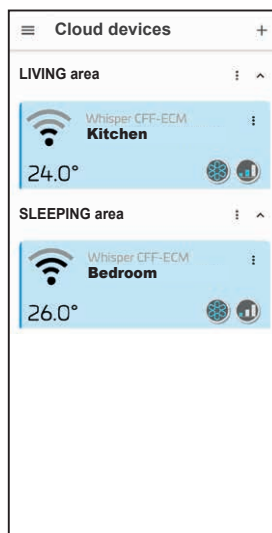 Cloud devices
LIVING area
Whisper CFF-ECM
Kitchen
24.0°
SLEEPING area
Whisper CFF-ECM
Bedroom
26.0°